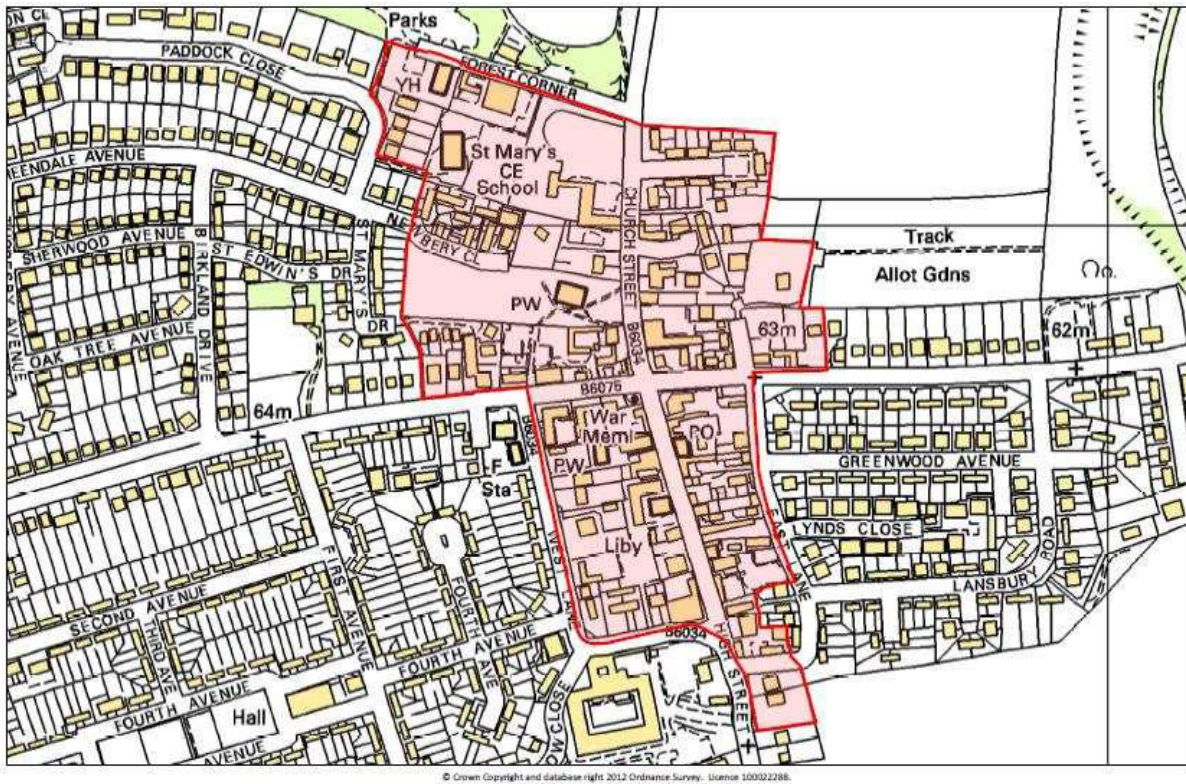 Parks
PADDOCK CLOSE
FOREST CORNER
YH
St Mary's
CE
School
CHURCH STREET
NEWBERY CL
SHERWOOD AVENUE
BIRKLAND DRIVE
ST EDWIN'S DR
ST MARY'S
DR
OAK TREE AVENUE
Track
Allot Gdns
PW
63m
62m
B6034
B6075
64m
War
Meml
PO
PW
F
Sta
GREENWOOD AVENUE
LYNDS CLOSE
EAST LANE
Liby
FIRST AVENUE
SECOND AVENUE
THIRD AVE
FOURTH AVENUE
FOURTH
AVE
FOURTH AVENUE
Hall
AVENUE
B6034
HIGH STREET
© Crown Copyright and database right 2012 Ordnance Survey. Licence 100022288.